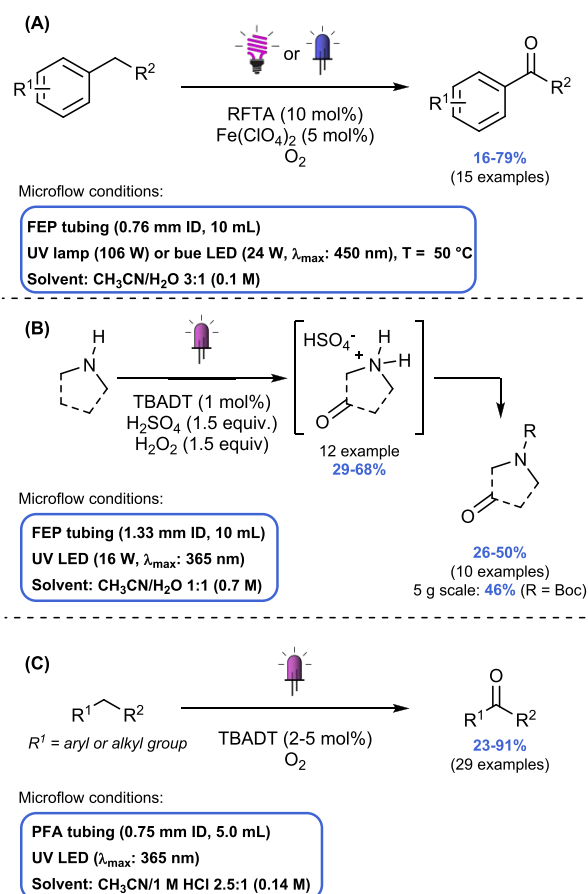 (A)
or
R1
R2
RFTA (10 mol%)
Fe(ClO4)2 (5 mol%)
O2
O
R1
R2
16-79%
(15 examples)
Microflow conditions:
FEP tubing (0.76 mm ID, 10 mL)
UV lamp (106 W) or bue LED (24 W, λmax: 450 nm), T = 50 °C
Solvent: CH3CN/H2O 3:1 (0.1 M)
(B)
H
N
TBADT (1 mol%)
H2SO4 (1.5 equiv.)
H2O2 (1.5 equiv)
HSO4-
H
+
N
H
O
12 example
29-68%
R
N
O
26-50%
(10 examples)
5 g scale: 46% (R = Boc)
Microflow conditions:
FEP tubing (1.33 mm ID, 10 mL)
UV LED (16 W, λmax: 365 nm)
Solvent: CH3CN/H2O 1:1 (0.7 M)
(C)
R1
R2
R1 = aryl or alkyl group
TBADT (2-5 mol%)
O2
O
R1
R2
23-91%
(29 examples)
Microflow conditions:
PFA tubing (0.75 mm ID, 5.0 mL)
UV LED (λmax: 365 nm)
Solvent: CH3CN/1 M HCl 2.5:1 (0.14 M)